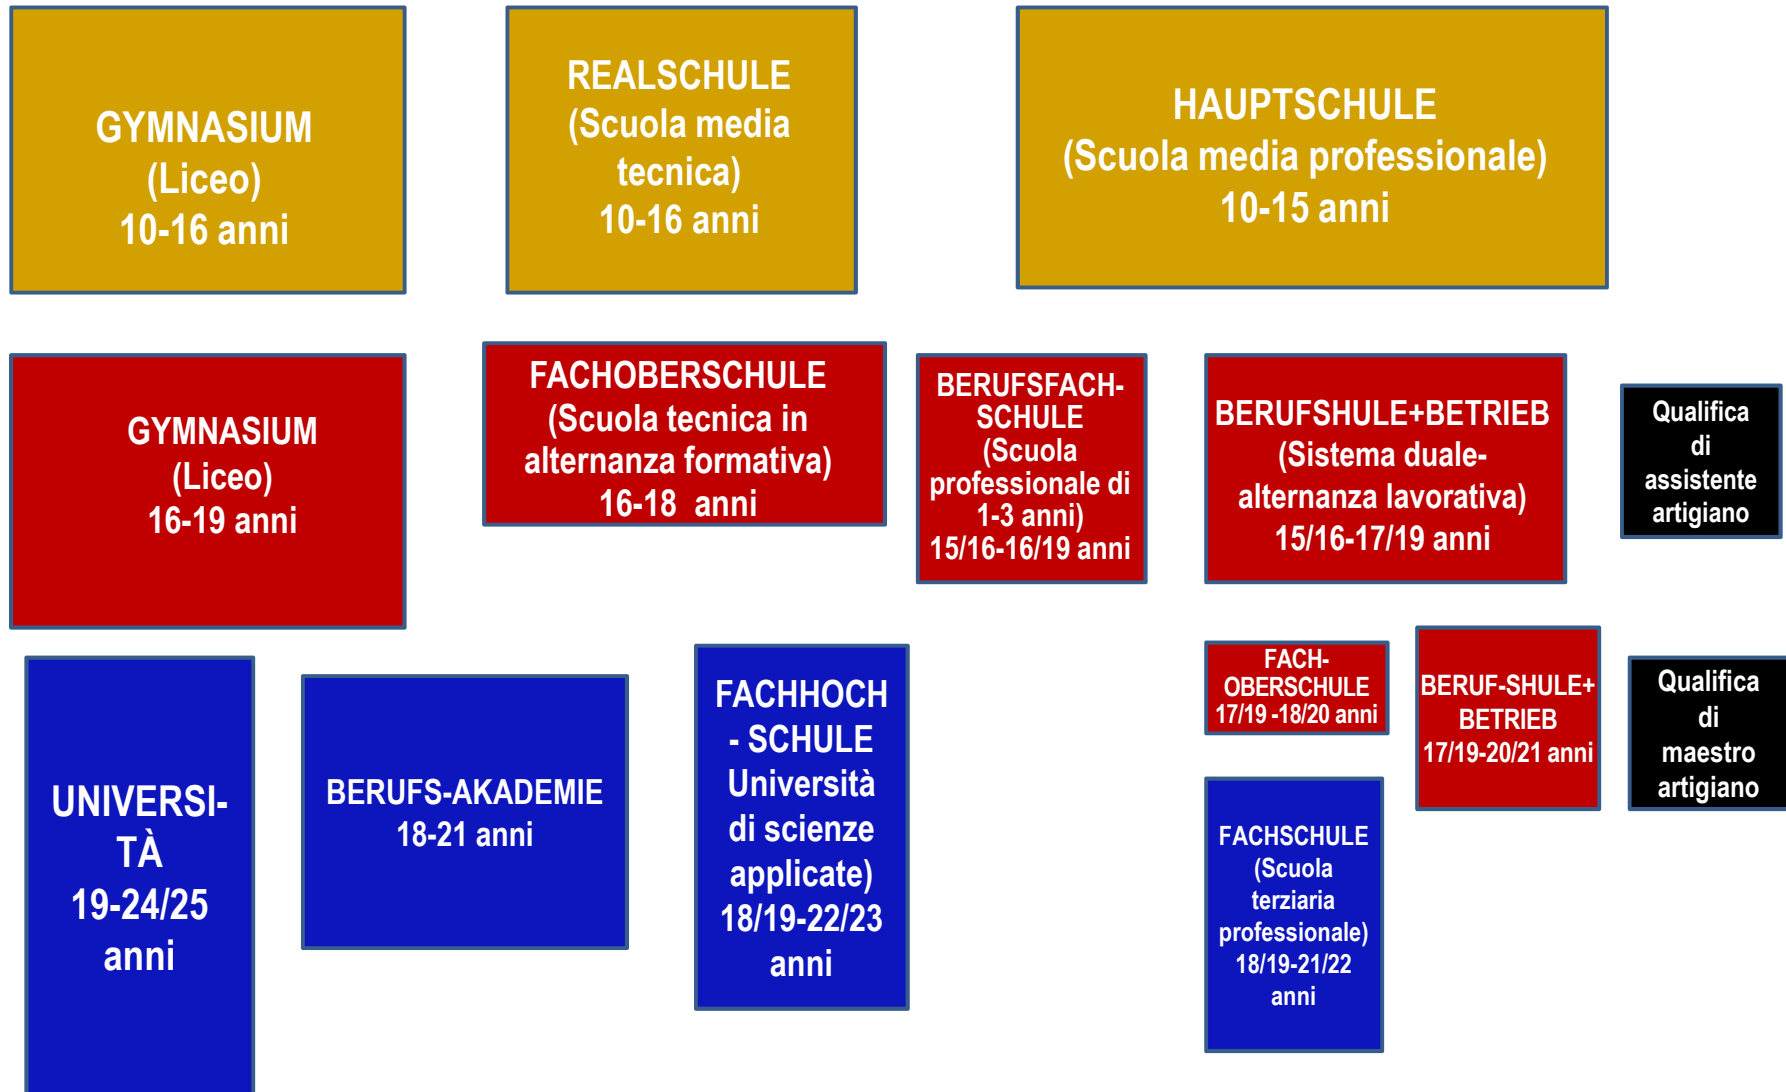 GYMNASIUM
(Liceo)
10-16 anni
REALSCHULE
(Scuola media
tecnica)
10-16 anni
HAUPTSCHULE
(Scuola media professionale)
10-15 anni
GYMNASIUM
(Liceo)
16-19 anni
FACHOBERSCHULE
(Scuola tecnica in
alternanza formativa)
16-18 anni
BERUFSFACH-
SCHULE
(Scuola
professionale di
1-3 anni)
15/16-16/19 anni
BERUFSHULE+BETRIEB
(Sistema duale-
alternanza lavorativa)
15/16-17/19 anni
Qualifica
di
assistente
artigiano
UNIVERSI-
TÀ
19-24/25
anni
BERUFS-AKADEMIE
18-21 anni
FACHHOCH
- SCHULE
Università
di scienze
applicate)
18/19-22/23
anni
FACH-
OBERSCHULE
17/19 -18/20 anni
BERUF-SHULE+
BETRIEB
17/19-20/21 anni
Qualifica
di
maestro
artigiano
FACHSCHULE
(Scuola
terziaria
professionale)
18/19-21/22
anni